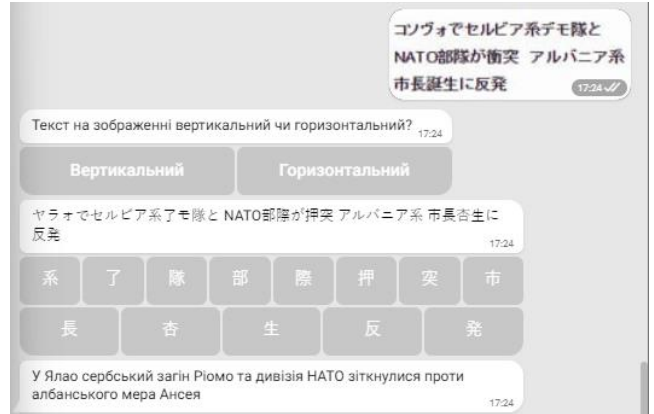 コソヴォでセルビア系デモ隊と
NATO部隊が衝突 アルバニア系
市長誕生に反発
17:24
Текст на зображенні вертикальний чи горизонтальний?
17:24
Вертикальний Горизонтальний
ヤラォでセルビア系了モ隊と NATO部際が押突 アルバニア系 市長杏生に
反発
17:24
系 了 隊 部 際 押 突 市
長 杏 生 反 発
У Ялао сербський загін Ріомо та дивізія НАТО зіткнулися проти
албанського мера Ансея
17:24